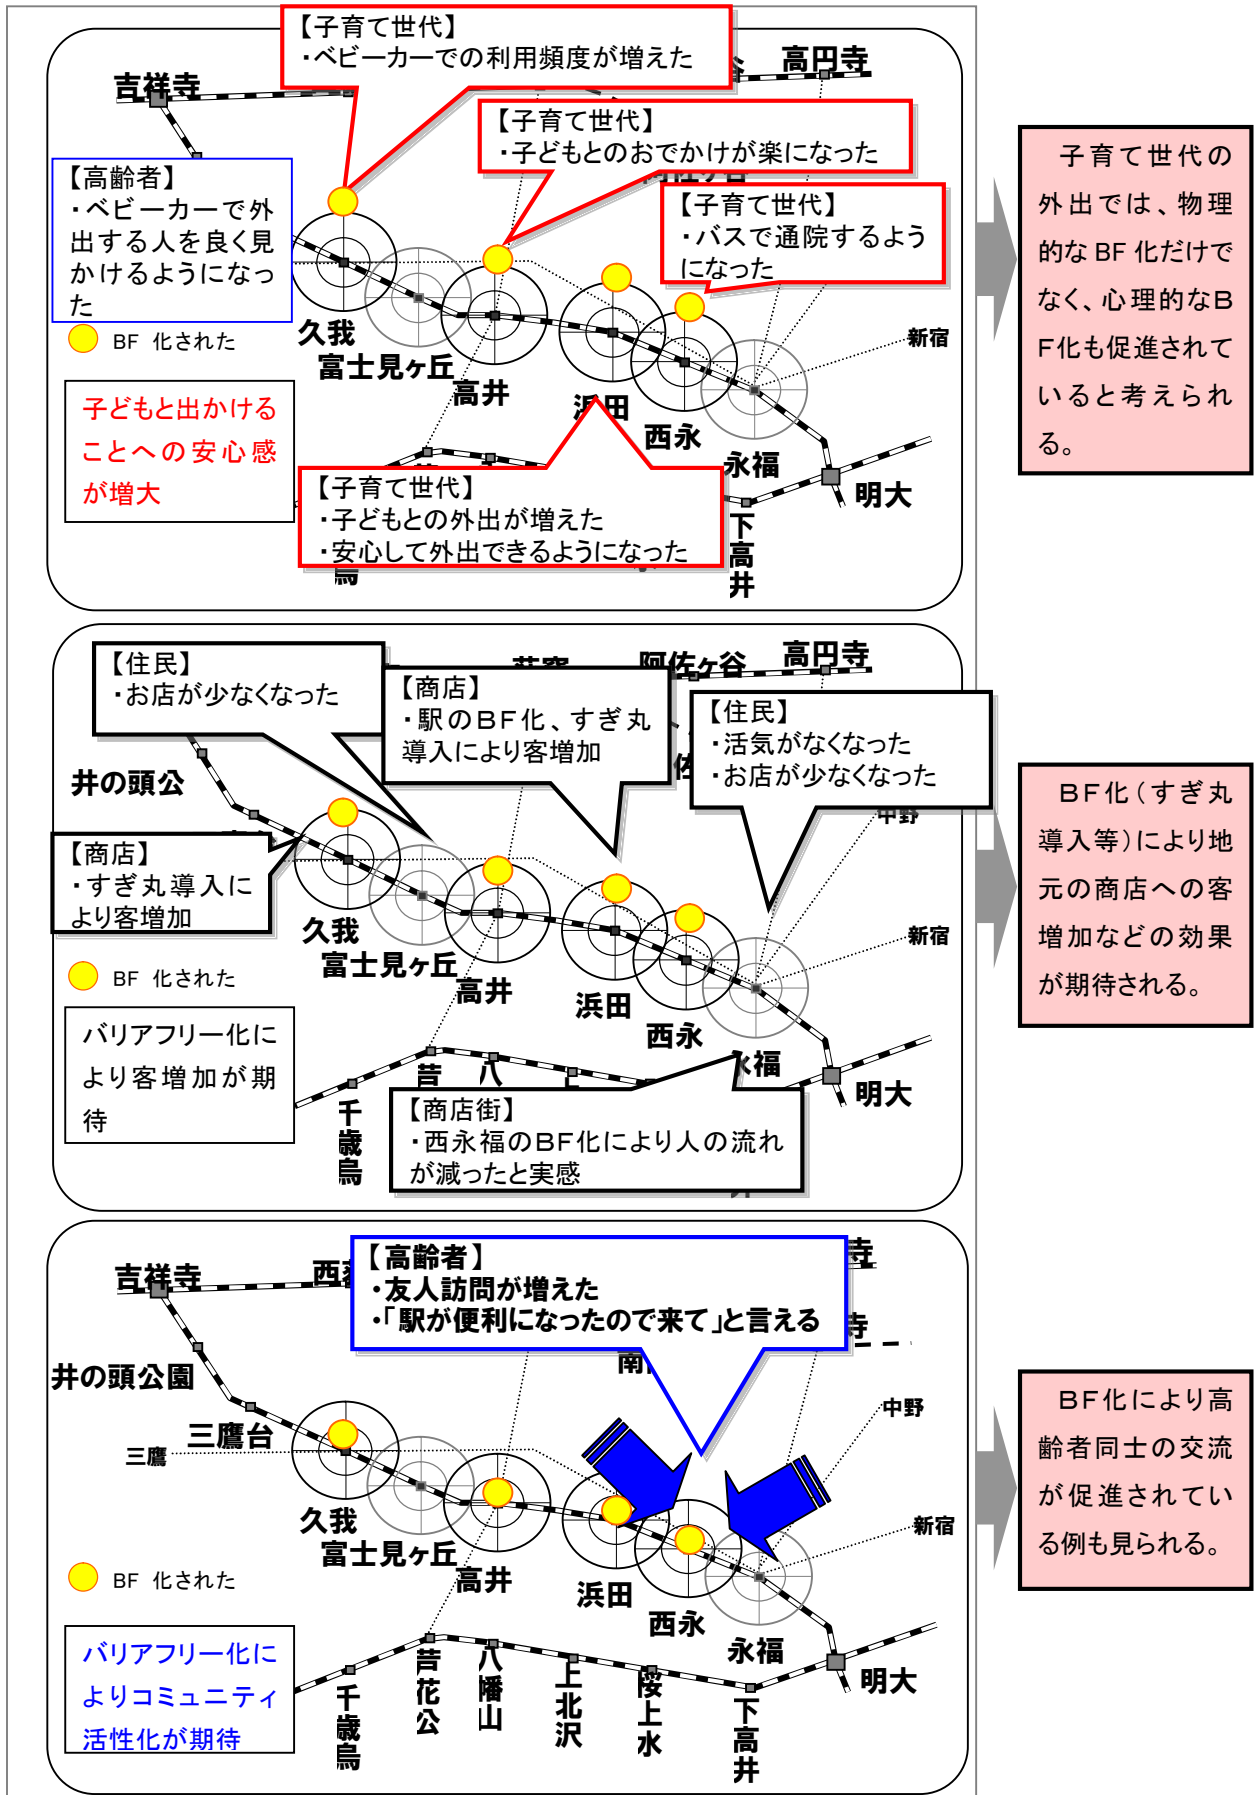 【子育て世代】
・ベビーカーでの利用頻度が増えた
高円寺
吉祥寺
【子育て世代】
・子どもとのおでかけが楽になった
【高齢者】
・ベビーカーで外
出する人を良く見
かけるようになっ
た
【子育て世代】
・バスで通院するよう
になった
BF 化された
久我
富士見ヶ丘
高井
浜田
西永
永福
新宿
明大
下高井
子どもと出かける
ことへの安心感
が増大
【子育て世代】
・子どもとの外出が増えた
・安心して外出できるようになった
烏
子育て世代の
外出では、物理
的な BF 化だけで
なく、心理的なB
F化も促進されて
いると考えられ
る。
【住民】
・お店が少なくなった
阿佐ヶ谷
高円寺
【商店】
・駅のBF化、すぎ丸
導入により客増加
【住民】
・活気がなくなった
・お店が少なくなった
井の頭公
中野
【商店】
・すぎ丸導入に
より客増加
久我
富士見ヶ丘
高井
浜田
西永
永福
新宿
明大
BF 化された
バリアフリー化に
より客増加が期
待
千歳烏
八
【商店街】
・西永福のBF化により人の流れ
が減ったと実感
BF化(すぎ丸
導入等)により地
元の商店への客
増加などの効果
が期待される。
【高齢者】
・友人訪問が増えた
・「駅が便利になったので来て」と言える
寺
吉祥寺
西
寺
南
井の頭公園
三鷹台
三鷹
中野
久我
富士見ヶ丘
高井
浜田
西永
永福
新宿
明大
BF 化された
バリアフリー化に
よりコミュニティ
活性化が期待
千歳烏
芦花公
八幡山
上北沢
桜上水
下高井
BF化により高
齢者同士の交流
が促進されてい
る例も見られる。